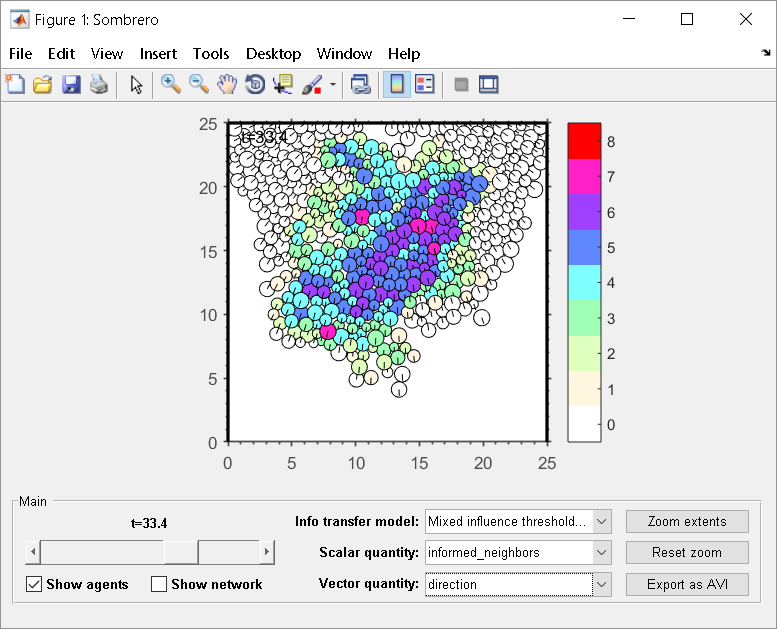 Figure 1: Sombrero
File Edit View Insert Tools Desktop Window Help
t=33.4
25
20
15
10
5
0
0 5 10 15 20 25
8
7
6
5
4
3
2
1
0
Main
t=33.4
Info transfer model: Mixed influence threshold... Zoom extents
Scalar quantity: informed_neighbors Reset zoom
Show agents Show network Vector quantity: direction Export as AVI